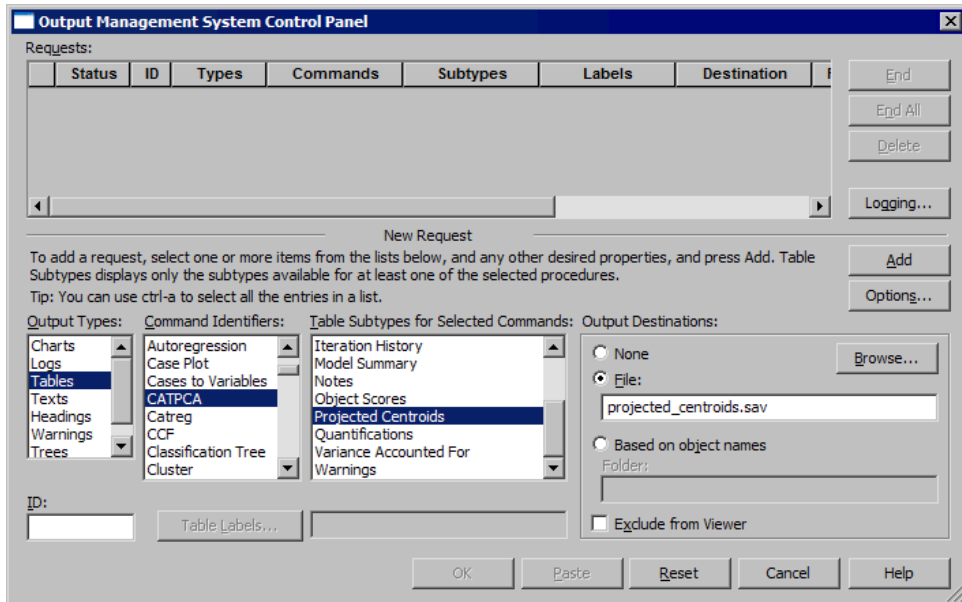 Output Management System Control Panel
Requests:
Status ID Types Commands Subtypes Labels Destination
End
End All
Delete
Logging...
New Request
To add a request, select one or more items from the lists below, and any other desired properties, and press Add. Table
Subtypes displays only the subtypes available for at least one of the selected procedures.
Tip: You can use ctrl-a to select all the entries in a list.
Add
Options...
Output Types:
Charts
Logs
Tables
Texts
Headings
Warnings
Trees
Command Identifiers:
Autoregression
Case Plot
Cases to Variables
CATPCA
Catreg
CCF
Classification Tree
Cluster
Table Subtypes for Selected Commands:
Iteration History
Model Summary
Notes
Object Scores
Projected Centroids
Quantifications
Variance Accounted For
Warnings
Output Destinations:
None
Browse...
File:
projected_centroids.sav
Based on object names
Folder:
Exclude from Viewer
ID:
Table Labels...
OK
Paste
Reset
Cancel
Help